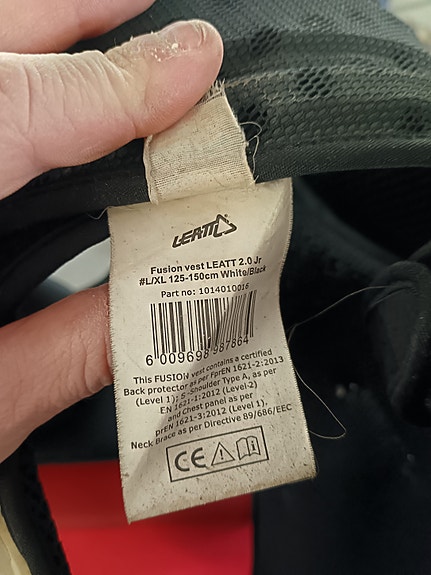 LEATT
Fusion vest LEATT 2.0 Jr
#L/XL 125-150cm White/Black
Part no: 1014010016
6 009698 987864
This FUSION vest contains a certified
Back protector as per FprEN 1621-2:2013
(Level 1); S -Shoulder Type A, as per
EN 1621-1:2012 (Level-2)
and Chest panel as per
prEN 1621-3:2012 (Level 1),
Neck Brace as per Directive 89/686/EEC
CE